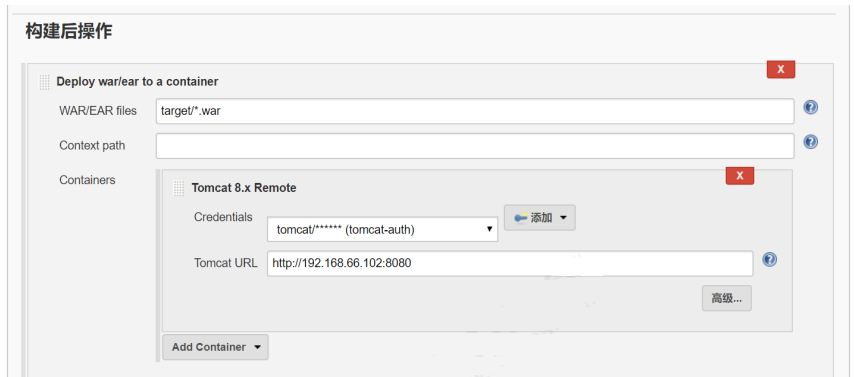 构建后操作
X
Deploy war/ear to a container
WAR/EAR files target/*.war
Context path
Containers
X
Tomcat 8.x Remote
Credentials tomcat/****** (tomcat-auth) 添加
Tomcat URL http://192.168.66.102:8080
高级...
Add Container